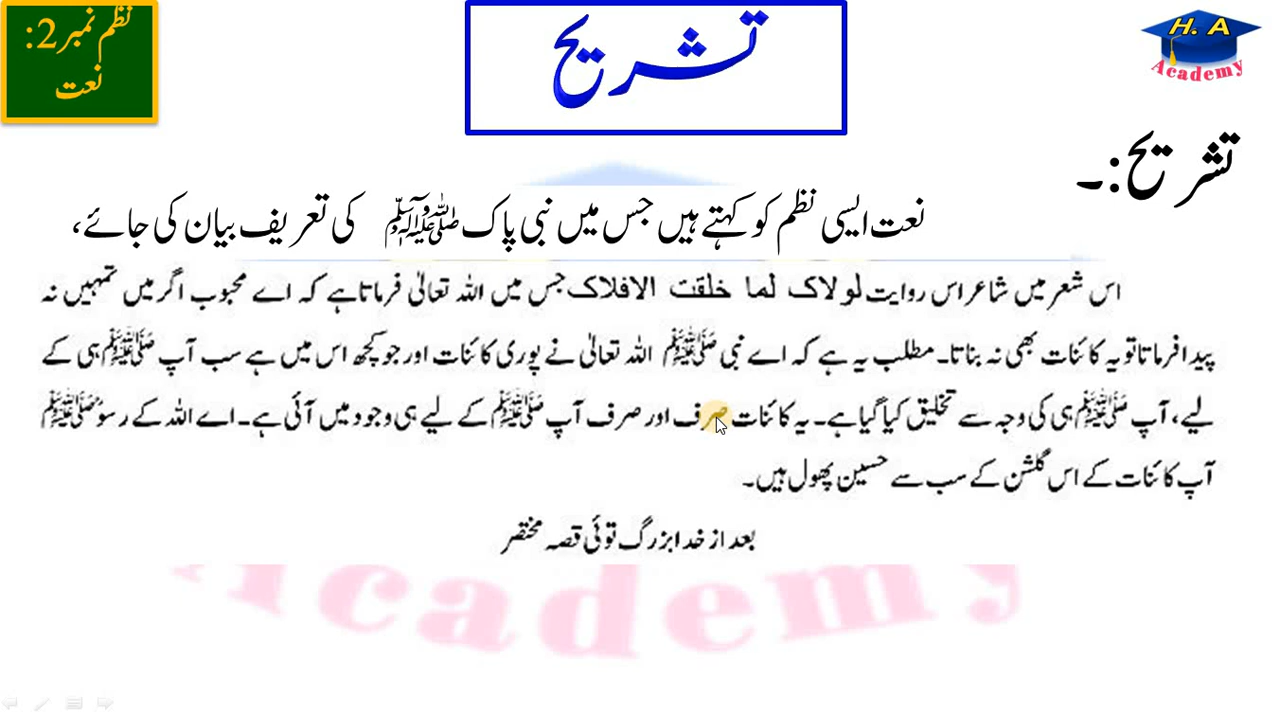 نظم نمبر 2:
نعت
تشریح
H. A
Academy
تشریح:۔
نعت ایسی نظم کو کہتے ہیں جس میں نبی پاک ﷺ کی تعریف بیان کی جائے،
اس شعر میں شاعر اس روایت لولاک لما خلقت الافلاک جس میں اللہ تعالیٰ فرماتا ہے کہ اے محبوب اگر میں تمہیں نہ
پیدا فرماتا تو یہ کائنات بھی نہ بناتا۔ مطلب یہ ہے کہ اے نبی ﷺ اللہ تعالیٰ نے پوری کائنات اور جو کچھ اس میں ہے سب آپ ﷺ ہی کے
لیے، آپ ﷺ ہی کی وجہ سے تخلیق کیا گیا ہے۔ یہ کائنات صرف اور صرف آپ ﷺ کے لیے ہی وجود میں آئی ہے۔ اے اللہ کے رسولؐ ﷺ
آپ کائنات کے اس گلشن کے سب سے حسین پھول ہیں۔
بعد از خدا بزرگ توئی قصہ مختصر
Academy